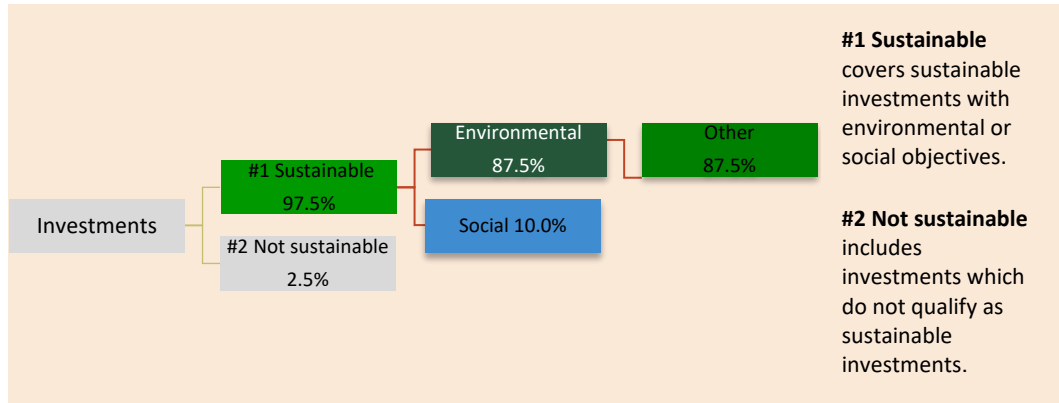 Investments
#1 Sustainable
97.5%
#2 Not sustainable
2.5%
Environmental
87.5%
Social 10.0%
Other
87.5%
#1 Sustainable
covers sustainable
investments with
environmental or
social objectives.
#2 Not sustainable
includes
investments which
do not qualify as
sustainable
investments.